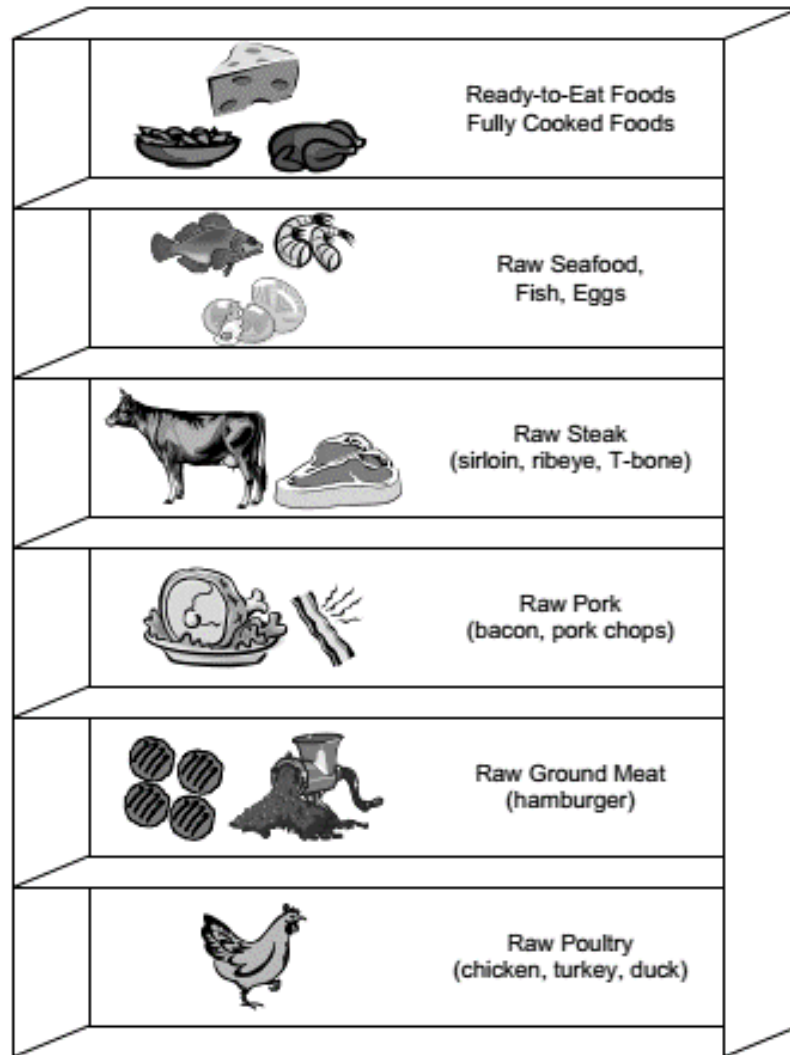 Ready-to-Eat Foods
Fully Cooked Foods
Raw Seafood,
Fish, Eggs
Raw Steak
(sirloin, ribeye, T-bone)
Raw Pork
(bacon, pork chops)
Raw Ground Meat
(hamburger)
Raw Poultry
(chicken, turkey, duck)